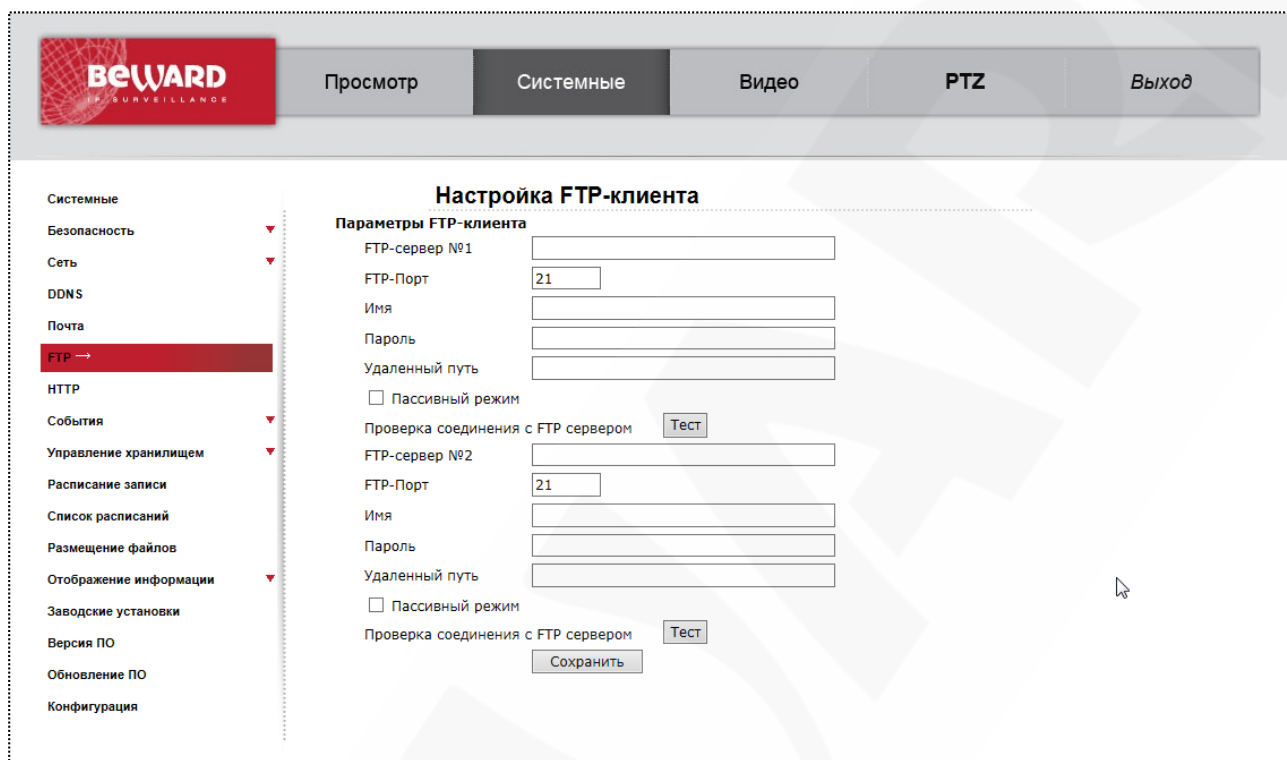 BEWARD
IP SURVEILLANCE
Просмотр
Системные
Видео
PTZ
Выход
Системные
Безопасность
Сеть
DDNS
Почта
FTP →
HTTP
События
Управление хранилищем
Расписание записи
Список расписаний
Размещение файлов
Отображение информации
Заводские установки
Версия ПО
Обновление ПО
Конфигурация
Настройка FTP-клиента
Параметры FTP-клиента
FTP-сервер №1
FTP-Порт 21
Имя
Пароль
Удаленный путь
Пассивный режим
Проверка соединения с FTP сервером Тест
FTP-сервер №2
FTP-Порт 21
Имя
Пароль
Удаленный путь
Пассивный режим
Проверка соединения с FTP сервером Тест
Сохранить